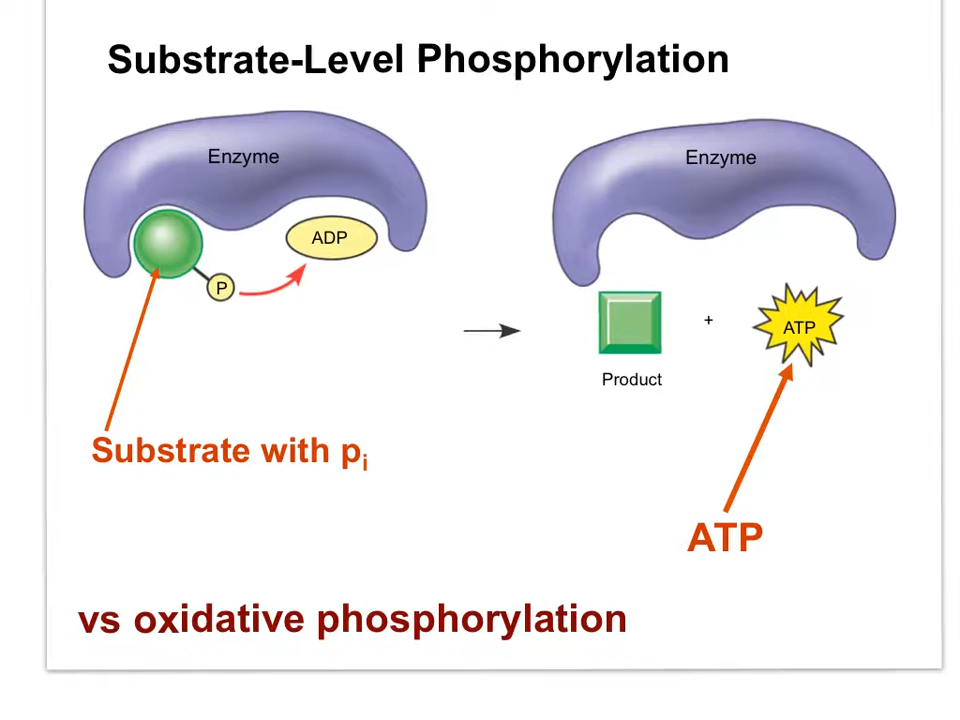 Substrate-Level Phosphorylation
Enzyme
Enzyme
ADP
P
+
ATP
Product
Substrate with pi
ATP
vs oxidative phosphorylation